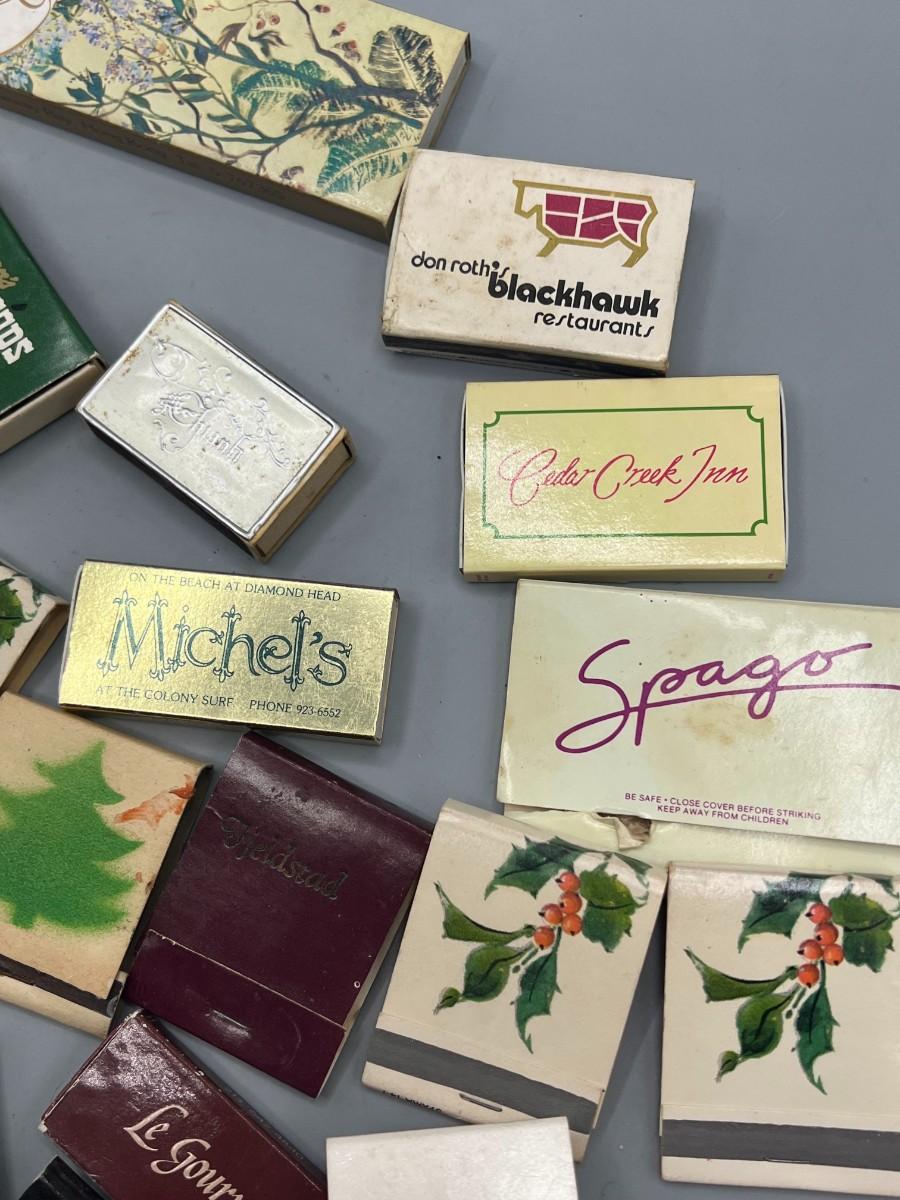 don roth's
blackhawk
restaurants
Cedar Creek Inn
ON THE BEACH AT DIAMOND HEAD
Michel's
AT THE COLONY SURF PHONE 923-6552
Spago
BE SAFE • CLOSE COVER BEFORE STRIKING
KEEP AWAY FROM CHILDREN
Fjeldstad
Le Gour